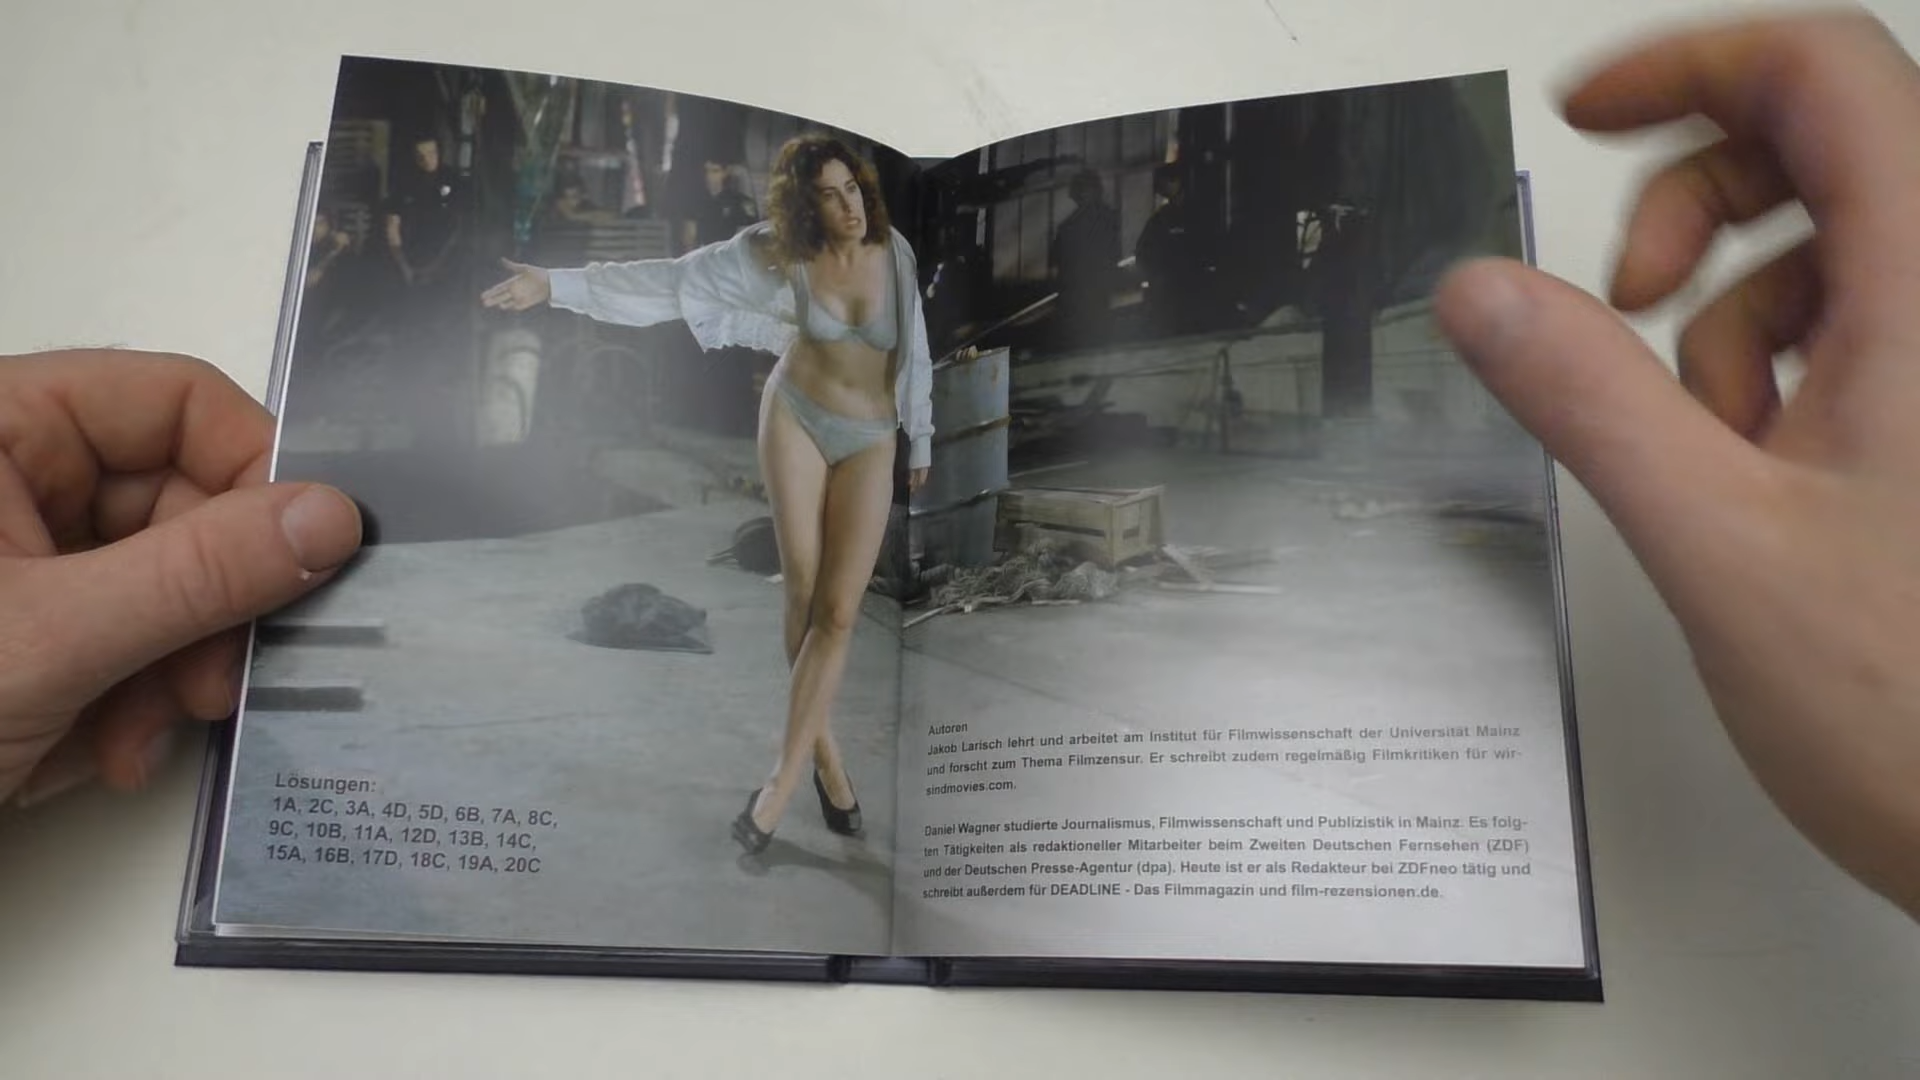 Lösungen:
1A, 2C, 3A, 4D, 5D, 6B, 7A, 8C,
9C, 10B, 11A, 12D, 13B, 14C,
15A, 16B, 17D, 18C, 19A, 20C
Autoren
Jakob Larisch lehrt und arbeitet am Institut für Filmwissenschaft der Universität Mainz
und forscht zum Thema Filmzensur. Er schreibt zudem regelmäßig Filmkritiken für wir-
sindmovies.com.
Daniel Wagner studierte Journalismus, Filmwissenschaft und Publizistik in Mainz. Es folg-
ten Tätigkeiten als redaktioneller Mitarbeiter beim Zweiten Deutschen Fernsehen (ZDF)
und der Deutschen Presse-Agentur (dpa). Heute ist er als Redakteur bei ZDFneo tätig und
schreibt außerdem für DEADLINE - Das Filmmagazin und film-rezensionen.de.